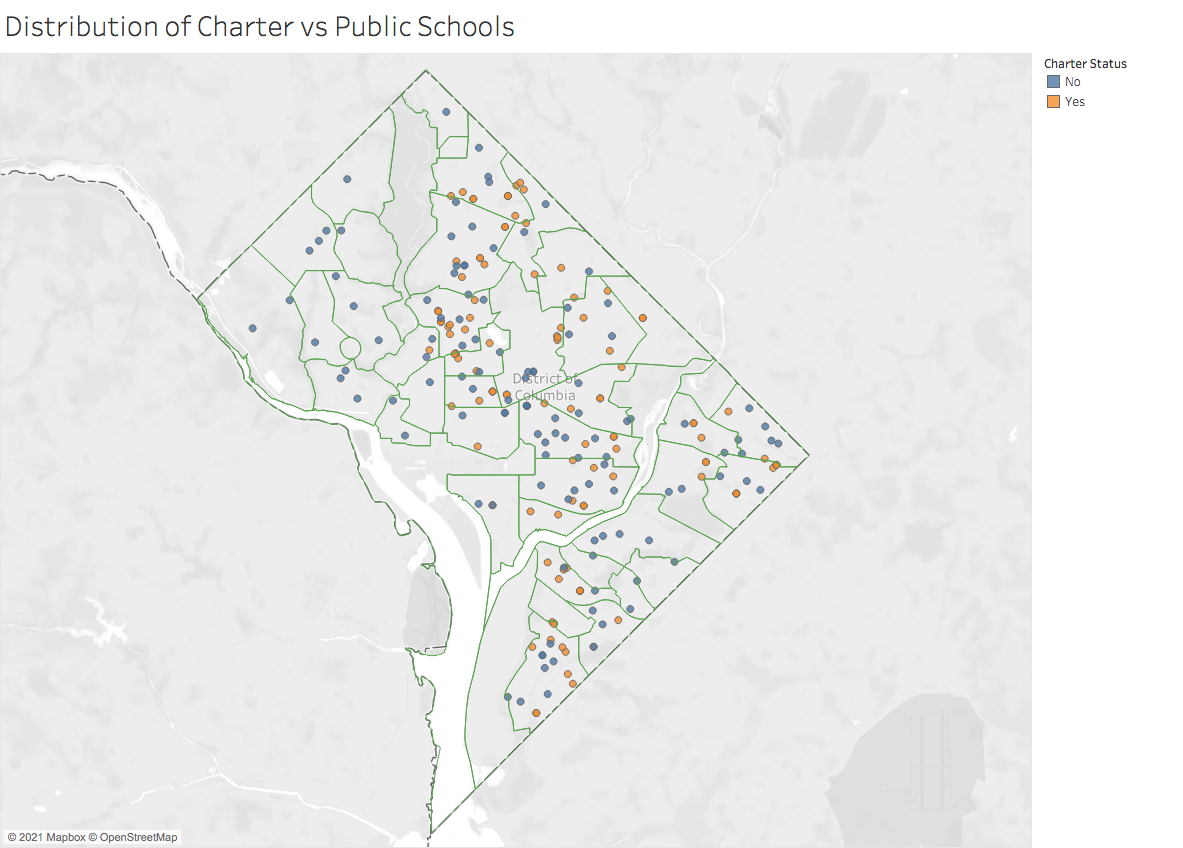 Distribution of Charter vs Public Schools
Charter Status
No
Yes
District of
Columbia
© 2021 Mapbox © OpenStreetMap